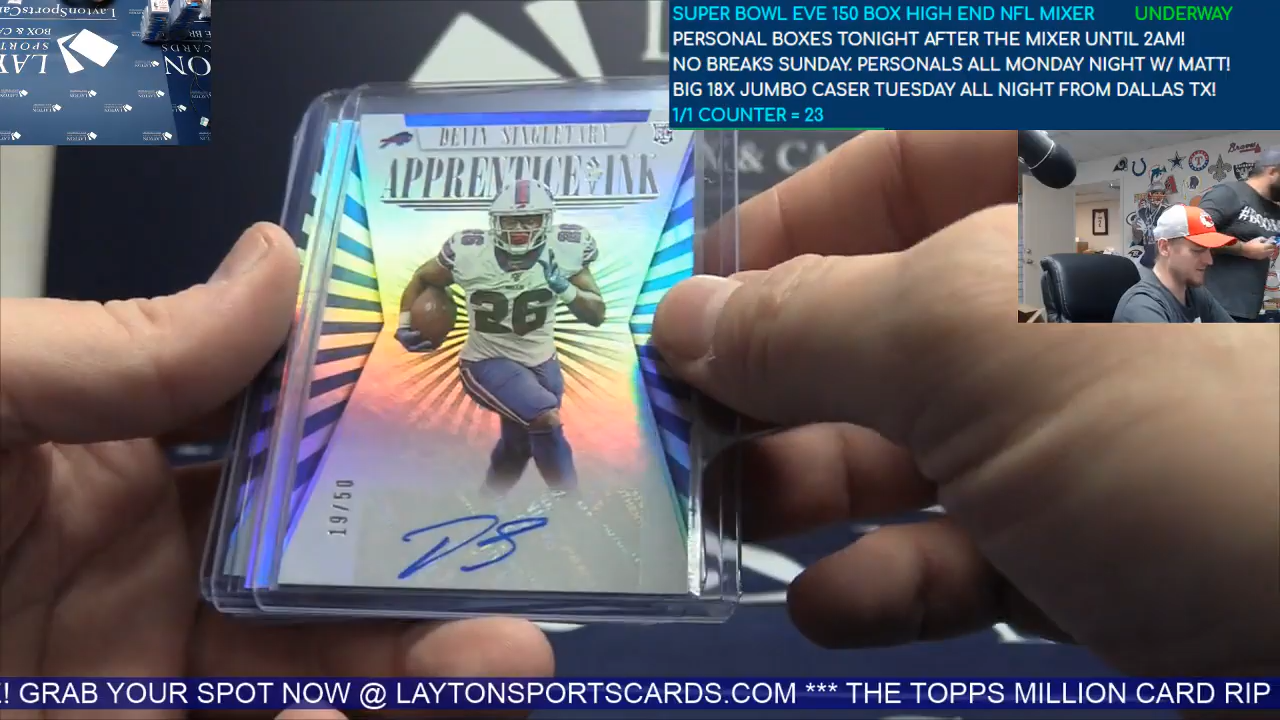 SUPER BOWL EVE 150 BOX HIGH END NFL MIXER UNDERWAY
PERSONAL BOXES TONIGHT AFTER THE MIXER UNTIL 2AM!
NO BREAKS SUNDAY. PERSONALS ALL MONDAY NIGHT W/ MATT!
BIG 18X JUMBO CASER TUESDAY ALL NIGHT FROM DALLAS TX!
1/1 COUNTER = 23
DEVIN SINGLETARY
APPRENTICE INK
26
19/50
& CA
! GRAB YOUR SPOT NOW @ LAYTONSPORTSCARDS.COM *** THE TOPPS MILLION CARD RIP